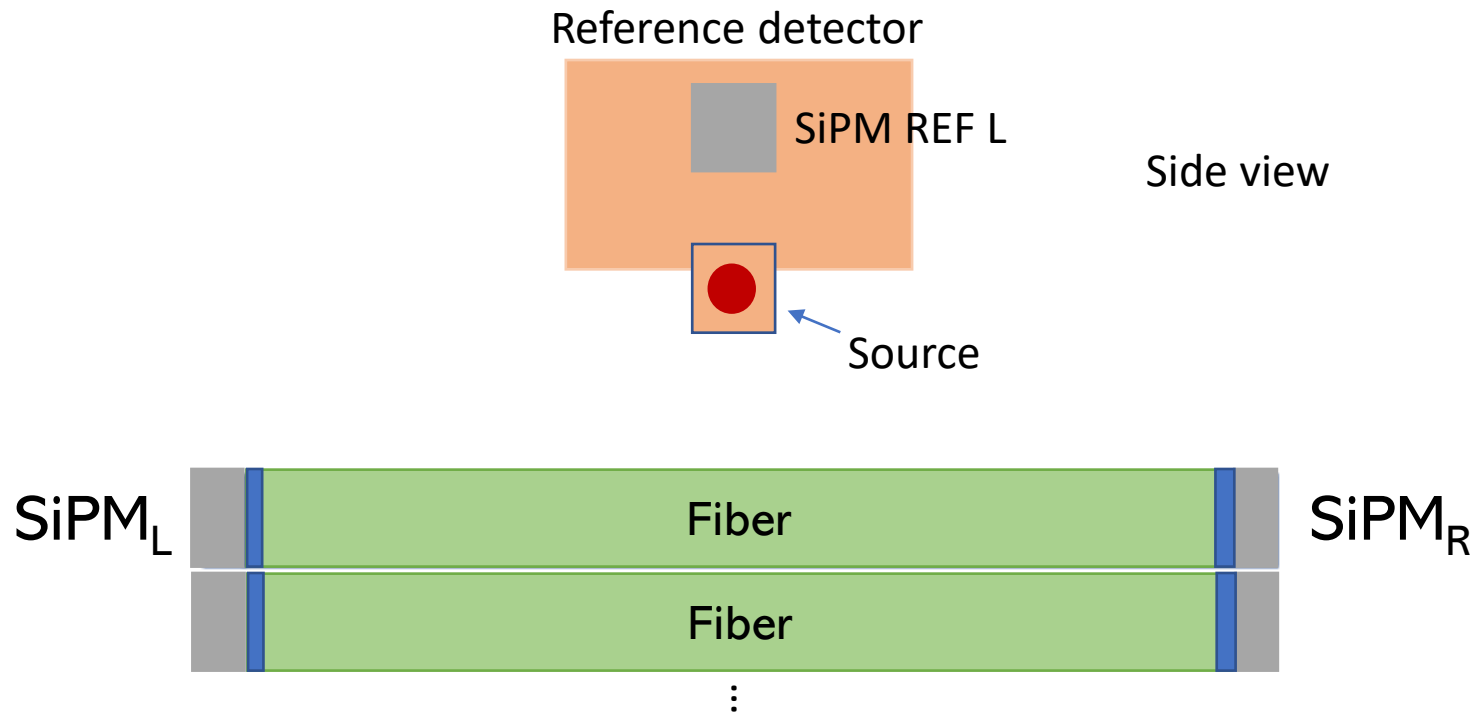 Reference detector
SiPM REF L
Side view
Source
SiPM_L
Fiber
SiPM_R
Fiber
...